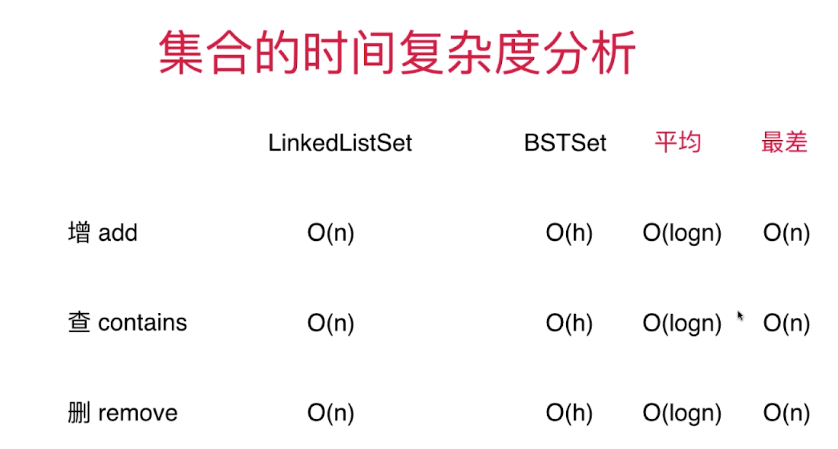 集合的时间复杂度分析
LinkedListSet BSTSet 平均 最差
增 add O(n) O(h) O(logn) O(n)
查 contains O(n) O(h) O(logn) O(n)
删 remove O(n) O(h) O(logn) O(n)